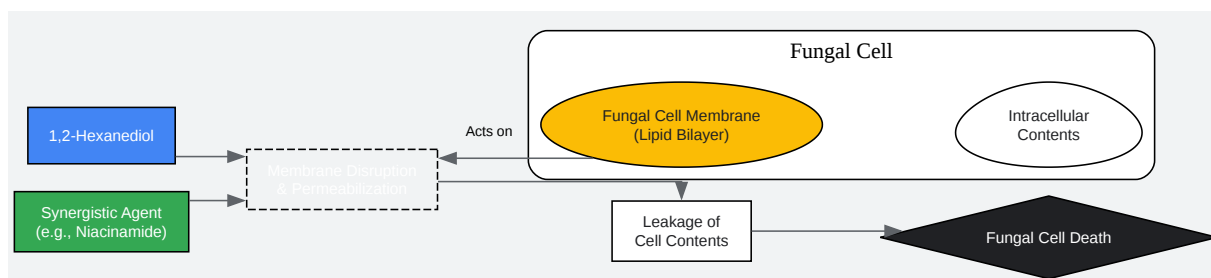 Fungal Cell
1,2-Hexanediol
Synergistic Agent
(e.g., Niacinamide)
Membrane Disruption
& Permeabilization
Acts on
Fungal Cell Membrane
(Lipid Bilayer)
Intracellular
Contents
Leakage of
Cell Contents
Fungal Cell Death